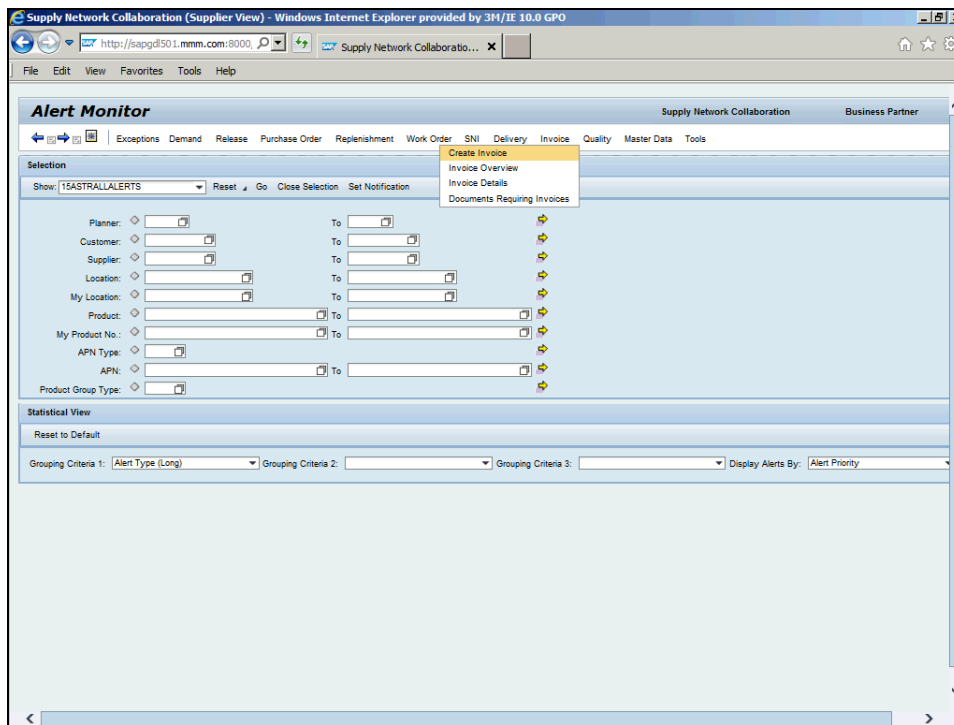 Supply Network Collaboration (Supplier View) - Windows Internet Explorer provided by 3M/IE 10.0 GPO
http://sapgdl501.mmm.com:8000, Supply Network Collaboratio...
File Edit View Favorites Tools Help
Alert Monitor Supply Network Collaboration Business Partner
Exceptions Demand Release Purchase Order Replenishment Work Order SNI Delivery Invoice Quality Master Data Tools
Create Invoice
Invoice Overview
Invoice Details
Documents Requiring Invoices
Selection
Show: 15ASTRALLALERTS Reset Go Close Selection Set Notification
Planner: To
Customer: To
Supplier: To
Location: To
My Location: To
Product: To
My Product No.: To
APN Type:
APN: To
Product Group Type:
Statistical View
Reset to Default
Grouping Criteria 1: Alert Type (Long) Grouping Criteria 2: Grouping Criteria 3: Display Alerts By: Alert Priority